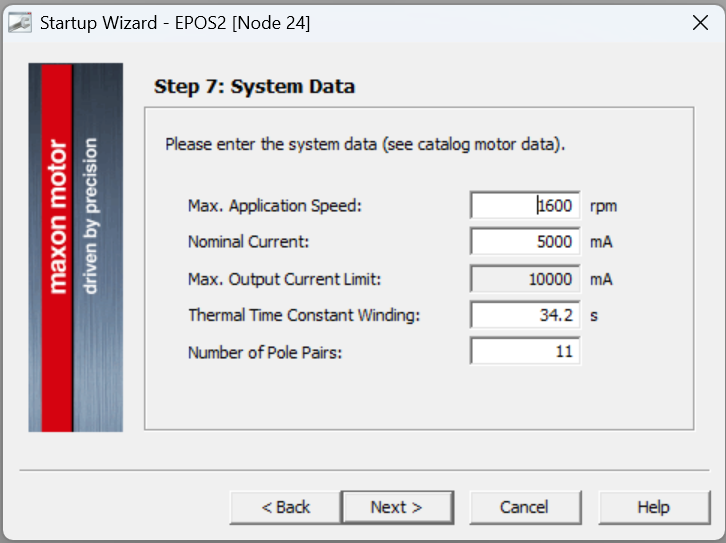 Startup Wizard - EPOS2 [Node 24]
maxon motor
driven by precision
Step 7: System Data
Please enter the system data (see catalog motor data).
Max. Application Speed: 1600 rpm
Nominal Current: 5000 mA
Max. Output Current Limit: 10000 mA
Thermal Time Constant Winding: 34.2 s
Number of Pole Pairs: 11
< Back Next > Cancel Help